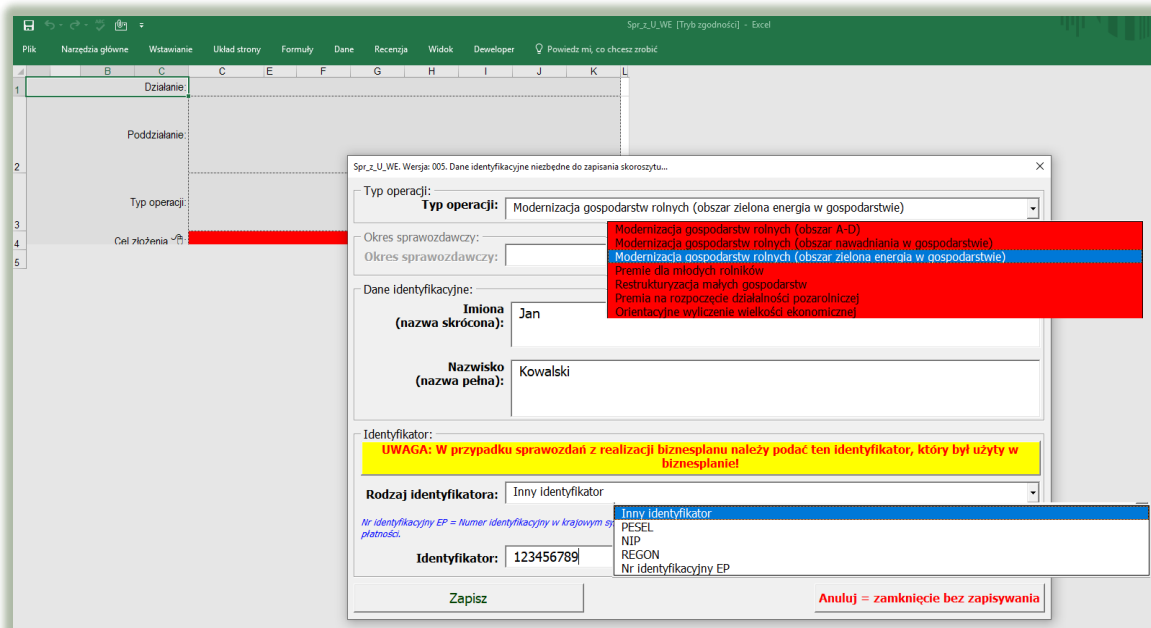 Spr_z_U_WE [Tryb zgodności] - Excel
Plik Narzędzia główne Wstawianie Układ strony Formuły Dane Recenzja Widok Deweloper Powiedz mi, co chcesz zrobić
B C C E F G H I J K L
1 Działanie:
Poddziałanie:
2
Typ operacji:
3
4 Cel złożenia
5
Spr_z_U_WE. Wersja: 005. Dane identyfikacyjne niezbędne do zapisania skoroszytu...
Typ operacji:
Typ operacji: Modernizacja gospodarstw rolnych (obszar zielona energia w gospodarstwie)
Modernizacja gospodarstw rolnych (obszar A-D)
Modernizacja gospodarstw rolnych (obszar nawadniania w gospodarstwie)
Modernizacja gospodarstw rolnych (obszar zielona energia w gospodarstwie)
Premie dla młodych rolników
Restrukturyzacja małych gospodarstw
Premia na rozpoczęcie działalności pozarolniczej
Orientacyjne wyliczenie wielkości ekonomicznej
Okres sprawozdawczy:
Okres sprawozdawczy:
Dane identyfikacyjne:
Imiona
(nazwa skrócona):
Jan
Nazwisko
(nazwa pełna):
Kowalski
Identyfikator:
UWAGA: W przypadku sprawozdań z realizacji biznesplanu należy podać ten identyfikator, który był użyty w
biznesplanie!
Rodzaj identyfikatora: Inny identyfikator
Inny identyfikator
PESEL
NIP
REGON
Nr identyfikacyjny EP
Nr identyfikacyjny EP = Numer identyfikacyjny w krajowym sy
płatności.
Identyfikator: 123456789
Zapisz
Anuluj = zamknięcie bez zapisywania